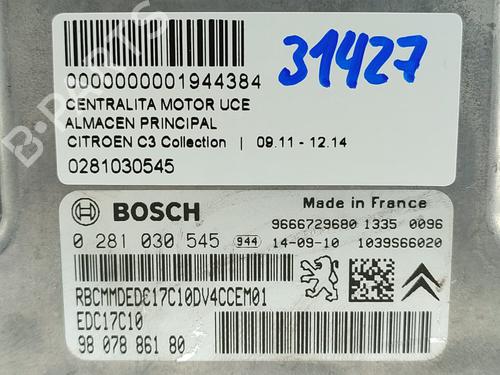 31427
0000000001944384
CENTRALITA MOTOR UCE
ALMACEN PRINCIPAL
CITROEN C3 Collection | 09.11 - 12.14
0281030545
BOSCH
Made in France
9666729680 1335 0096
0 281 030 545 944 14-09-10 1039S66020
RBCMMDEDC17C10DV4CCEM01
EDC17C10
98 078 861 80
B-PARTS